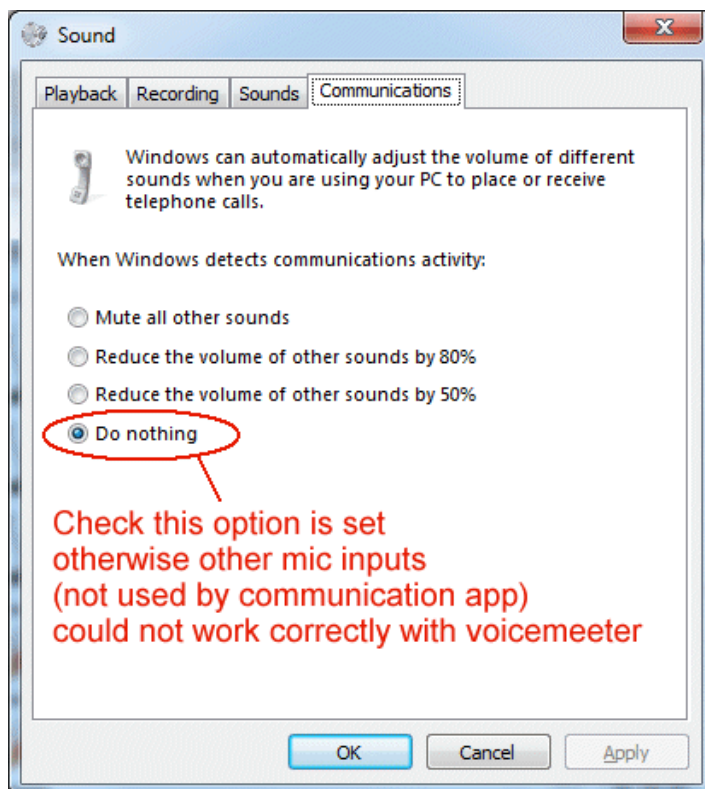 Sound
Playback Recording Sounds Communications
Windows can automatically adjust the volume of different
sounds when you are using your PC to place or receive
telephone calls.
When Windows detects communications activity:
Mute all other sounds
Reduce the volume of other sounds by 80%
Reduce the volume of other sounds by 50%
Do nothing
Check this option is set
otherwise other mic inputs
(not used by communication app)
could not work correctly with voicemeeter
OK Cancel Apply